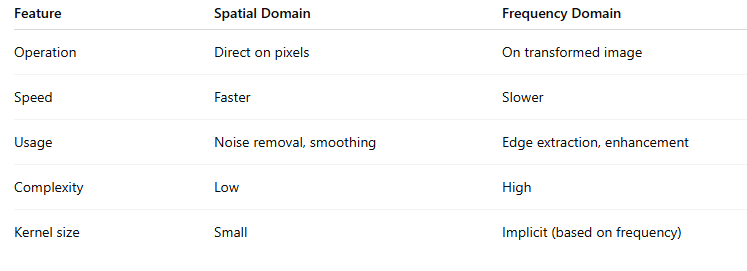 Feature Spatial Domain Frequency Domain
Operation Direct on pixels On transformed image
Speed Faster Slower
Usage Noise removal, smoothing Edge extraction, enhancement
Complexity Low High
Kernel size Small Implicit (based on frequency)